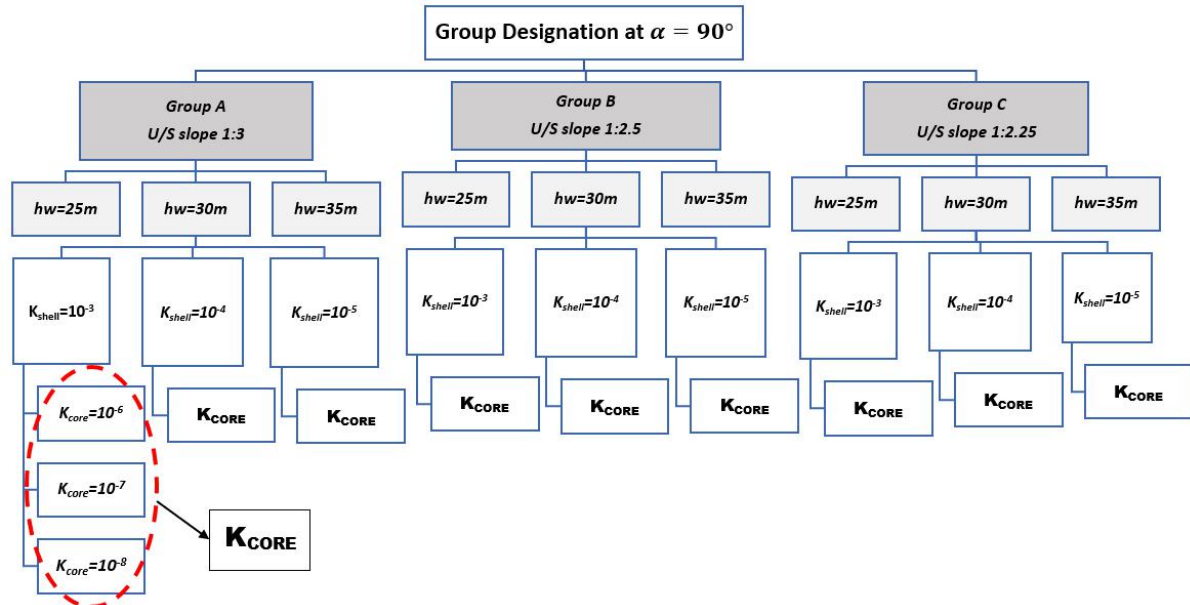 Group Designation at α = 90°
Group A
U/S slope 1:3
Group B
U/S slope 1:2.5
Group C
U/S slope 1:2.25
hw=25m
hw=30m
hw=35m
hw=25m
hw=30m
hw=35m
hw=25m
hw=30m
hw=35m
Kshell=10⁻³
Kshell=10⁻⁴
Kshell=10⁻⁵
Kshell=10⁻³
Kshell=10⁻⁴
Kshell=10⁻⁵
Kshell=10⁻³
Kshell=10⁻⁴
Kshell=10⁻⁵
Kcore=10⁻⁶
KCORE
KCORE
KCORE
KCORE
KCORE
KCORE
KCORE
KCORE
Kcore=10⁻⁷
Kcore=10⁻⁸
KCORE